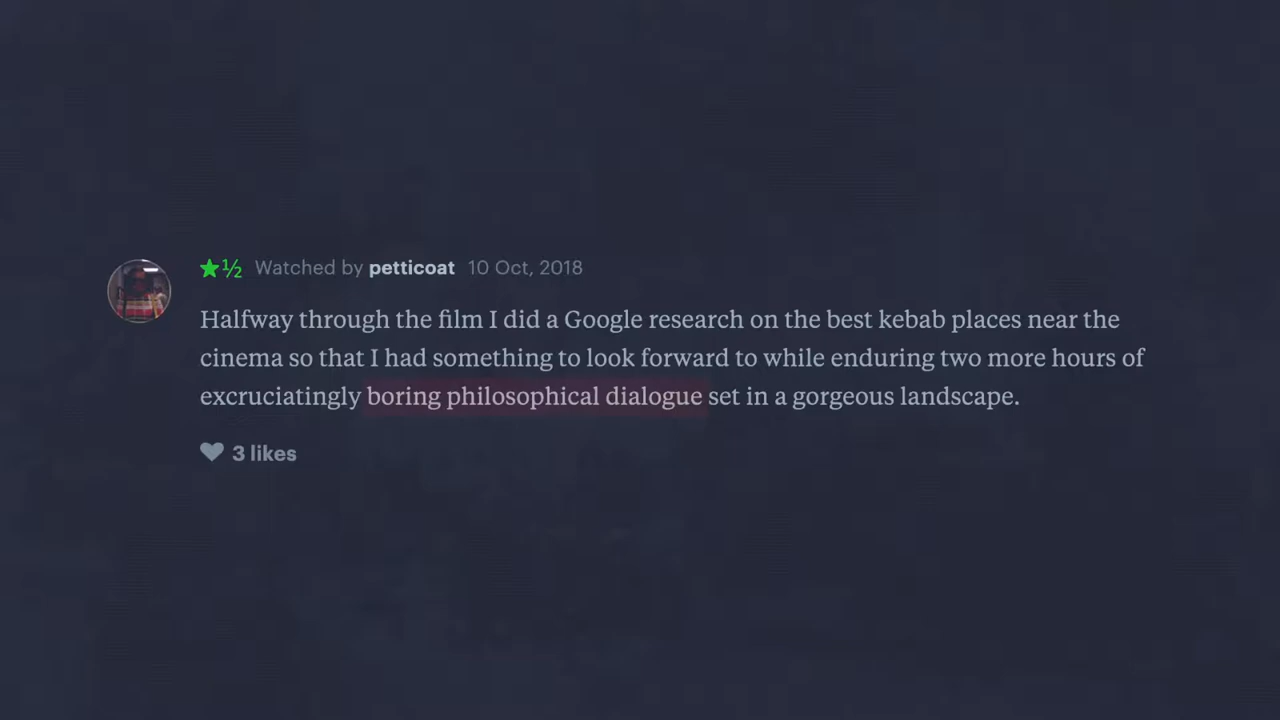 ★½ Watched by petticoat 10 Oct, 2018
Halfway through the film I did a Google research on the best kebab places near the
cinema so that I had something to look forward to while enduring two more hours of
excruciatingly boring philosophical dialogue set in a gorgeous landscape.
3 likes